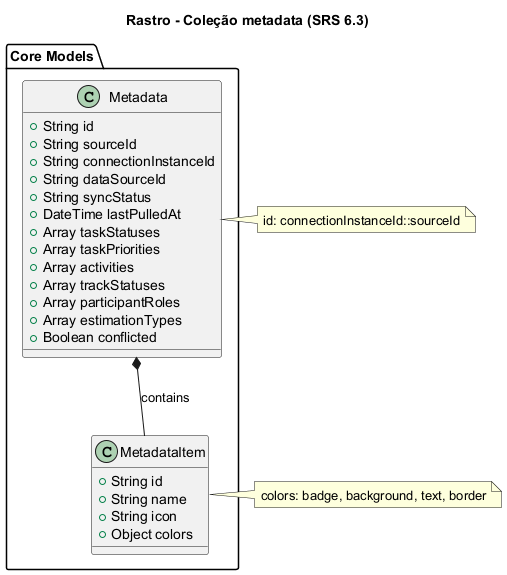 Rastro - Coleção metadata (SRS 6.3)
Core Models
C Metadata
String id
String sourceId
String connectionInstanceId
String dataSourceId
String syncStatus
DateTime lastPulledAt
Array taskStatuses
Array taskPriorities
Array activities
Array trackStatuses
Array participantRoles
Array estimationTypes
Boolean conflicted
id: connectionInstanceId::sourceId
contains
C MetadataItem
String id
String name
String icon
Object colors
colors: badge, background, text, border